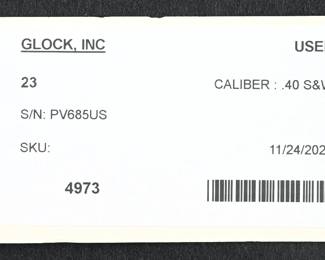 GLOCK, INC USE
23 CALIBER : .40 S&W
S/N: PV685US
SKU: 11/24/202
4973